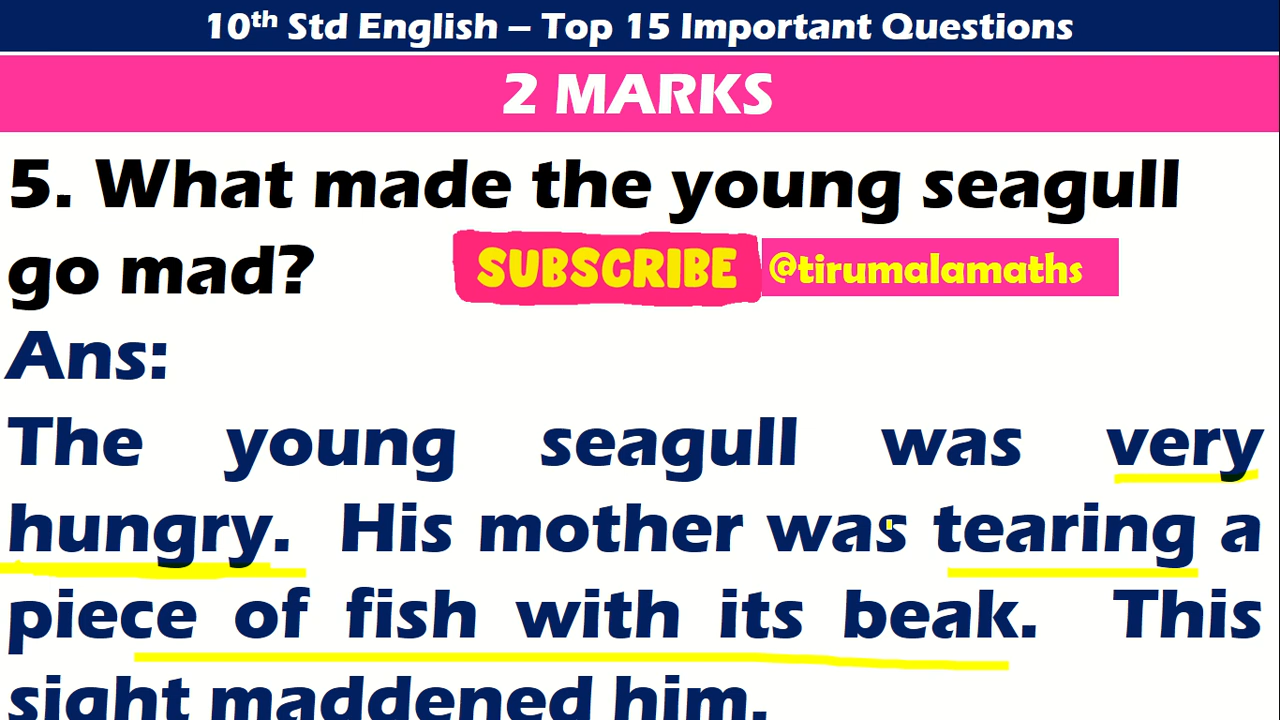 10th Std English – Top 15 Important Questions
2 MARKS
5. What made the young seagull
go mad?
SUBSCRIBE @tirumalamaths
Ans:
The young seagull was very
hungry. His mother was tearing a
piece of fish with its beak. This
sight maddened him.